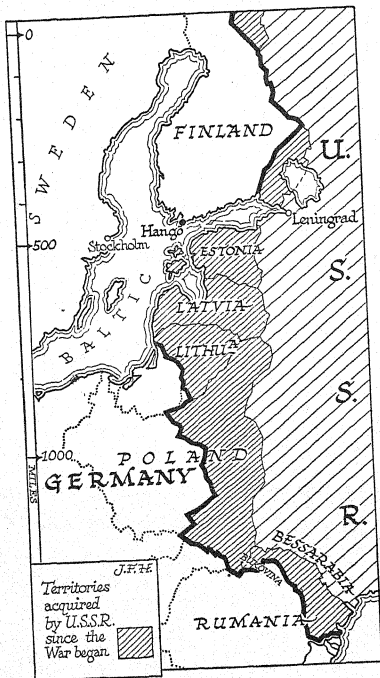 0
SWEDEN
FINLAND
U.
Leningrad
Hango
Stockholm
500
ESTONIA
S.
BALTIC
LATVIA
LITHUA
S.
POLAND
1000
GERMANY
MILES
R.
BESSARABIA
J.F.H.
RUMANIA
Territories
acquired
by U.S.S.R.
since the
War began